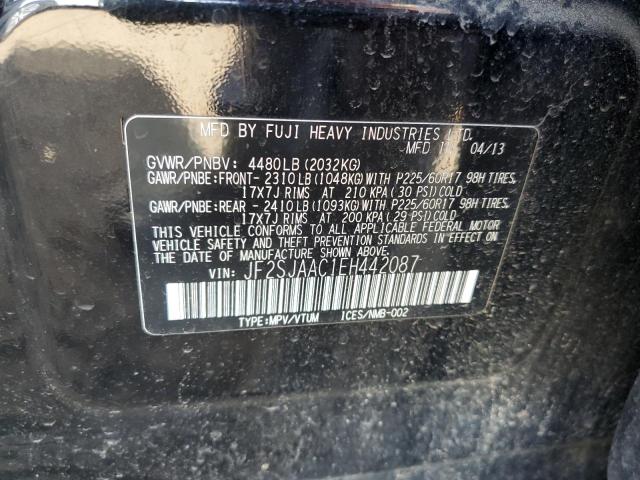 MFD BY FUJI HEAVY INDUSTRIES LTD.
MFD IN 04/13
GVWR/PNBV: 4480LB (2032KG)
GAWR/PNBE:FRONT- 2310LB (1048KG)WITH P225/60R17 98H TIRES,
17X7J RIMS AT 210 KPA (30 PSI)COLD
GAWR/PNBE:REAR - 2410LB (1093KG)WITH P225/60R17 98H TIRES,
17X7J RIMS AT 200 KPA (29 PSI)COLD
THIS VEHICLE CONFORMS TO ALL APPLICABLE FEDERAL MOTOR
VEHICLE SAFETY AND THEFT PREVENTION STANDARDS IN EFFECT ON
THE DATE OF MANUFACTURE SHOWN ABOVE.
VIN: JF2SJAAC1EH442087
TYPE:MPV/VTUM ICES/NMB-002